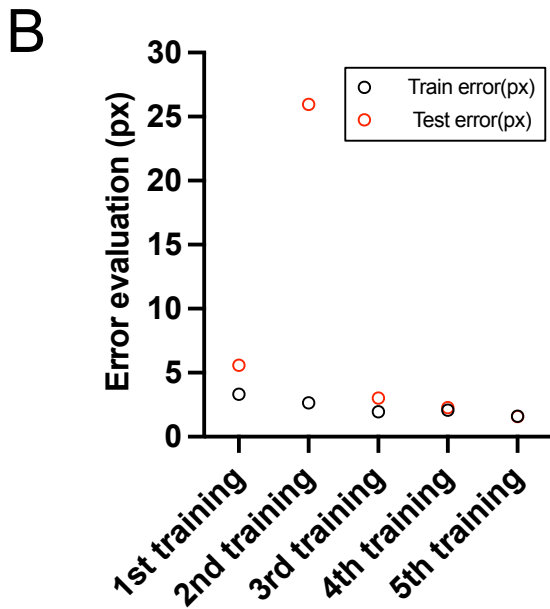 B
Error evaluation (px)
30
25
20
15
10
5
0
Train error(px)
Test error(px)
1st training
2nd training
3rd training
4th training
5th training